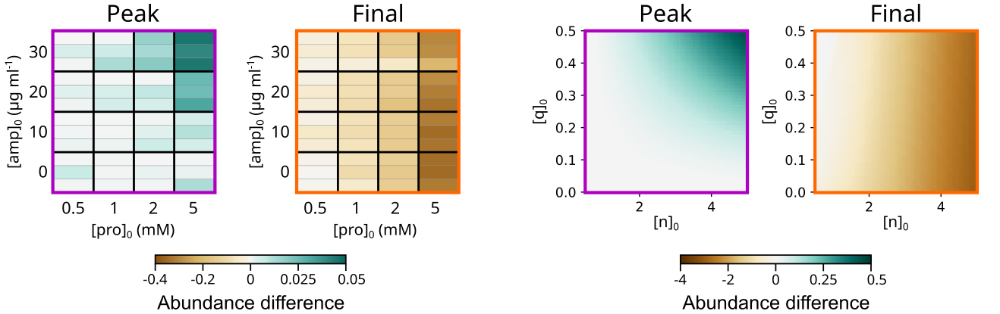 Peak
Final
Peak
Final
[amp]₀ (µg ml⁻¹)
30
20
10
0
0.5 1 2 5
[pro]₀ (mM)
[amp]₀ (µg ml⁻¹)
30
20
10
0
0.5 1 2 5
[pro]₀ (mM)
-0.4 -0.2 0 0.025 0.05
Abundance difference
[q]₀
0.5
0.4
0.3
0.2
0.1
0.0
2 4
[n]₀
[q]₀
0.5
0.4
0.3
0.2
0.1
0.0
2 4
[n]₀
-4 -2 0 0.25 0.5
Abundance difference